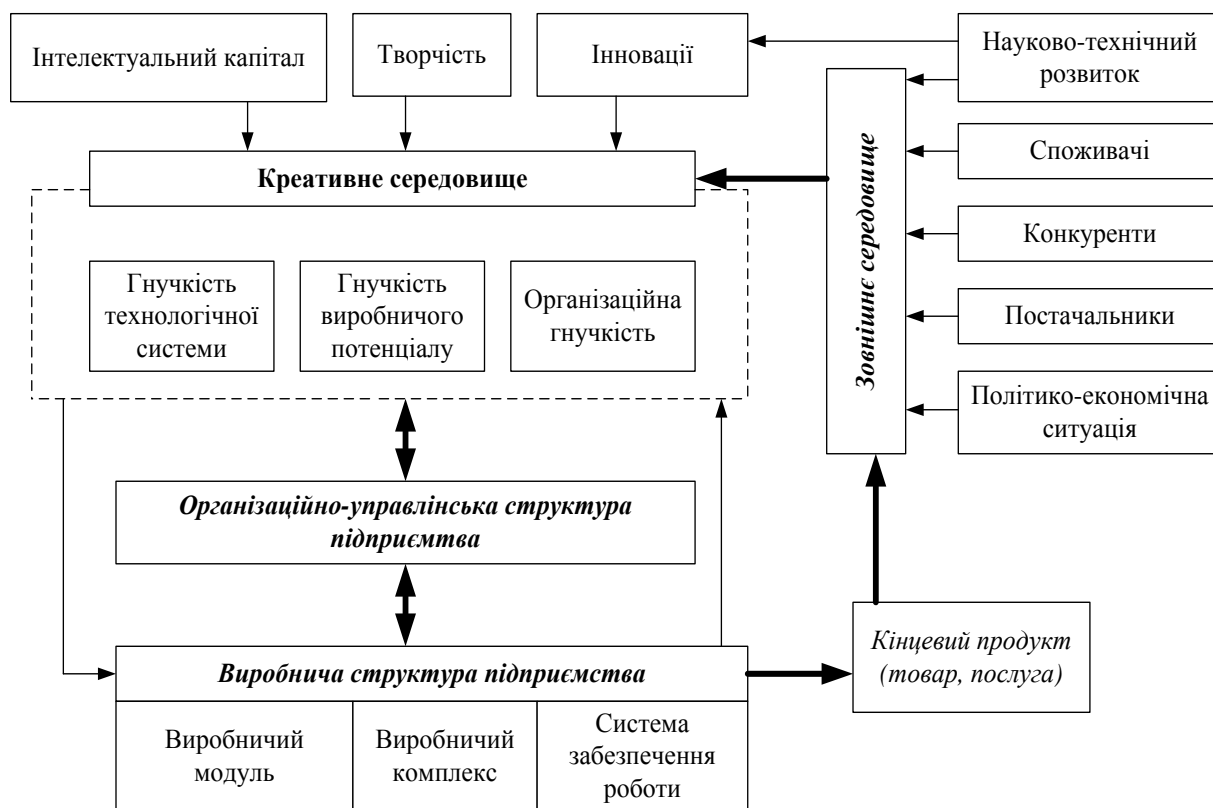 Інтелектуальний капітал
Творчість
Інновації
Науково-технічний
розвиток
Креативне середовище
Зовнішнє середовище
Споживачі
Конкуренти
Постачальники
Політико-економічна
ситуація
Гнучкість
технологічної
системи
Гнучкість
виробничого
потенціалу
Організаційна
гнучкість
Організаційно-управлінська структура
підприємтва
Виробнича структура підприємства
Виробничий
модуль
Виробничий
комплекс
Система
забезпечення
роботи
Кінцевий продукт
(товар, послуга)